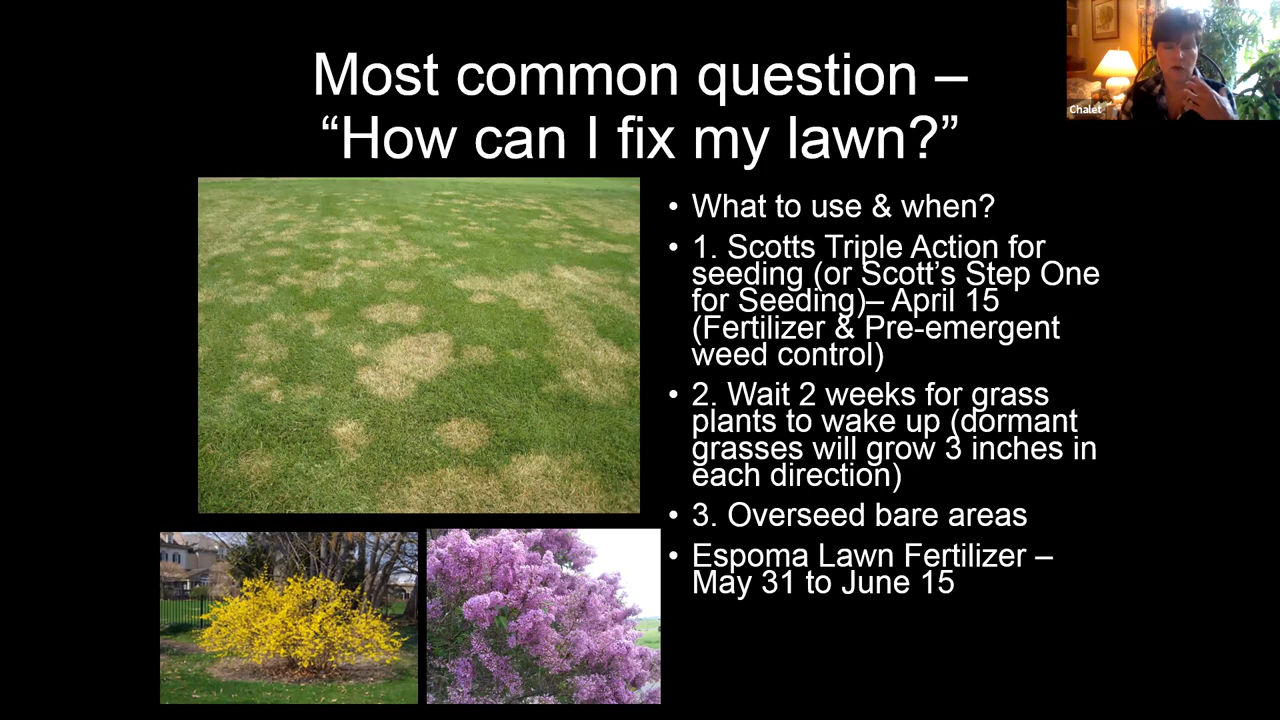 Most common question –
“How can I fix my lawn?”
Chalet
• What to use & when?
• 1. Scotts Triple Action for
seeding (or Scott’s Step One
for Seeding)– April 15
(Fertilizer & Pre-emergent
weed control)
• 2. Wait 2 weeks for grass
plants to wake up (dormant
grasses will grow 3 inches in
each direction)
• 3. Overseed bare areas
• Espoma Lawn Fertilizer –
May 31 to June 15